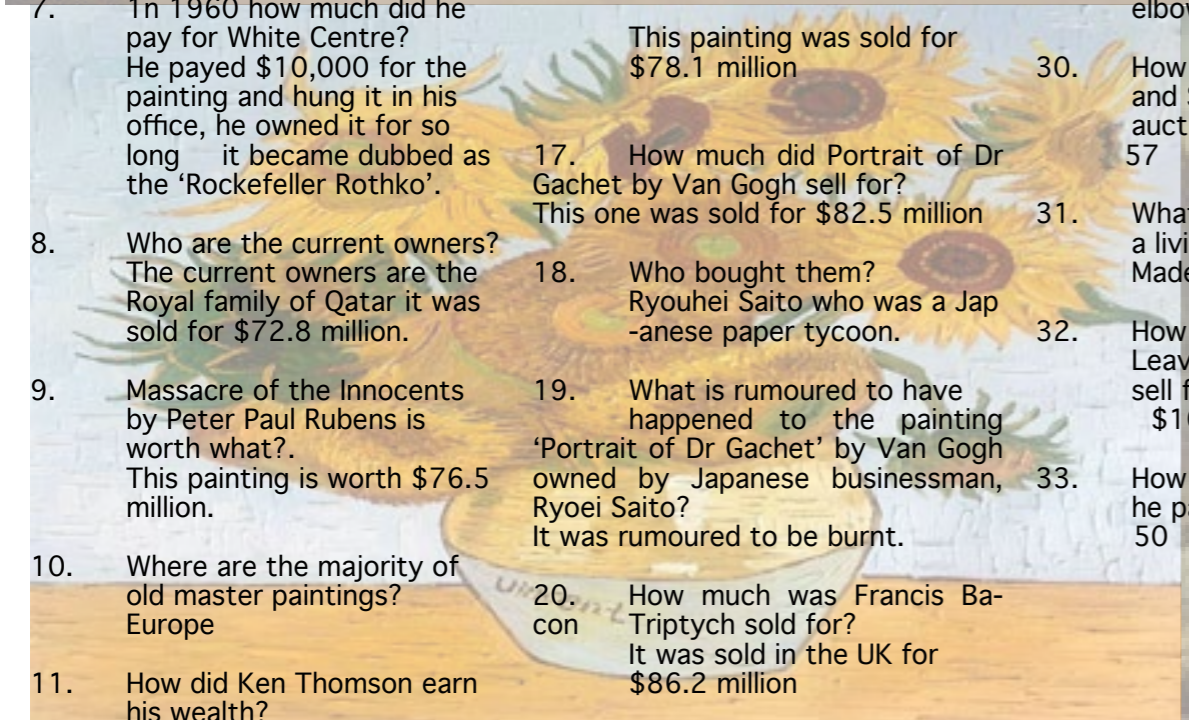 7. 1n 1960 how much did he
pay for White Centre?
He payed $10,000 for the
painting and hung it in his
office, he owned it for so
long it became dubbed as
the ‘Rockefeller Rothko’.
8. Who are the current owners?
The current owners are the
Royal family of Qatar it was
sold for $72.8 million.
9. Massacre of the Innocents
by Peter Paul Rubens is
worth what?.
This painting is worth $76.5
million.
10. Where are the majority of
old master paintings?
Europe
11. How did Ken Thomson earn
his wealth?
This painting was sold for
$78.1 million
17. How much did Portrait of Dr
Gachet by Van Gogh sell for?
This one was sold for $82.5 million
18. Who bought them?
Ryouhei Saito who was a Jap
-anese paper tycoon.
19. What is rumoured to have
happened to the painting
‘Portrait of Dr Gachet’ by Van Gogh
owned by Japanese businessman,
Ryoei Saito?
It was rumoured to be burnt.
20. How much was Francis Ba-
con Triptych sold for?
It was sold in the UK for
$86.2 million
30. How
and
auct
57
31.
a livi
Made
32. How
Leav
sell
33. How
he
50
Vincent